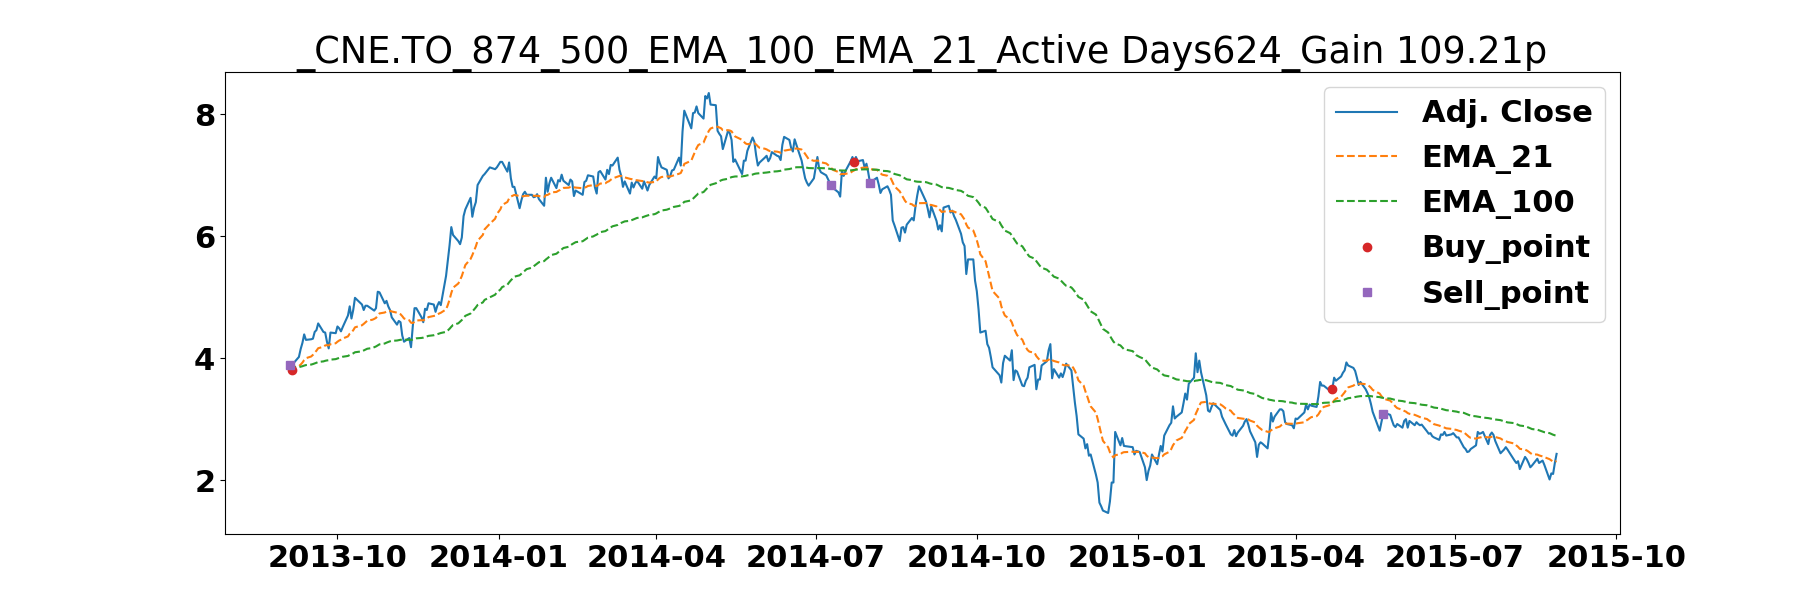 _CNE.TO_874_500_EMA_100_EMA_21_Active Days624_Gain 109.21p
8
6
4
2
Adj. Close
EMA_21
EMA_100
Buy_point
Sell_point
2013-10 2014-01 2014-04 2014-07 2014-10 2015-01 2015-04 2015-07 2015-10